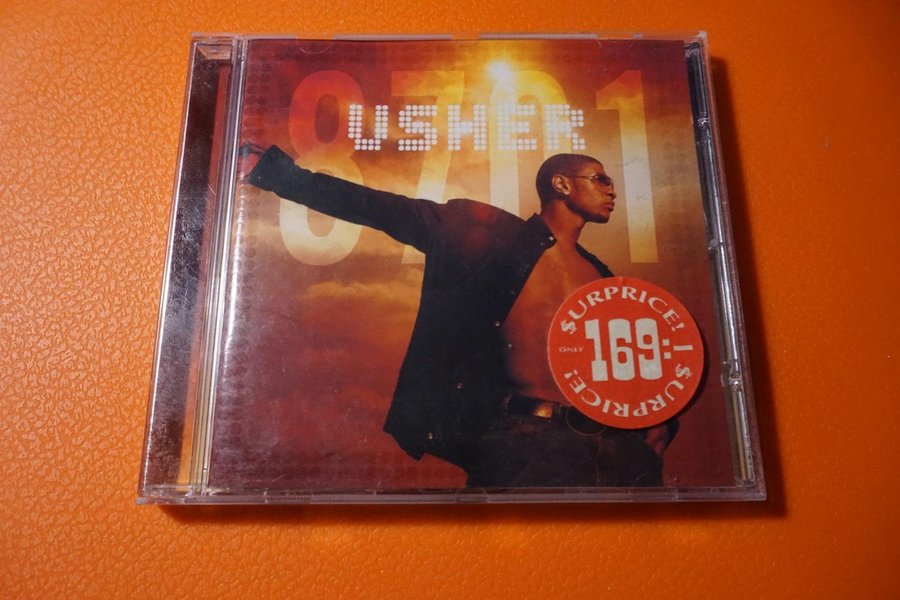 8701
USHER
$URPRICE!
ONLY
169:-
$URPRICE!